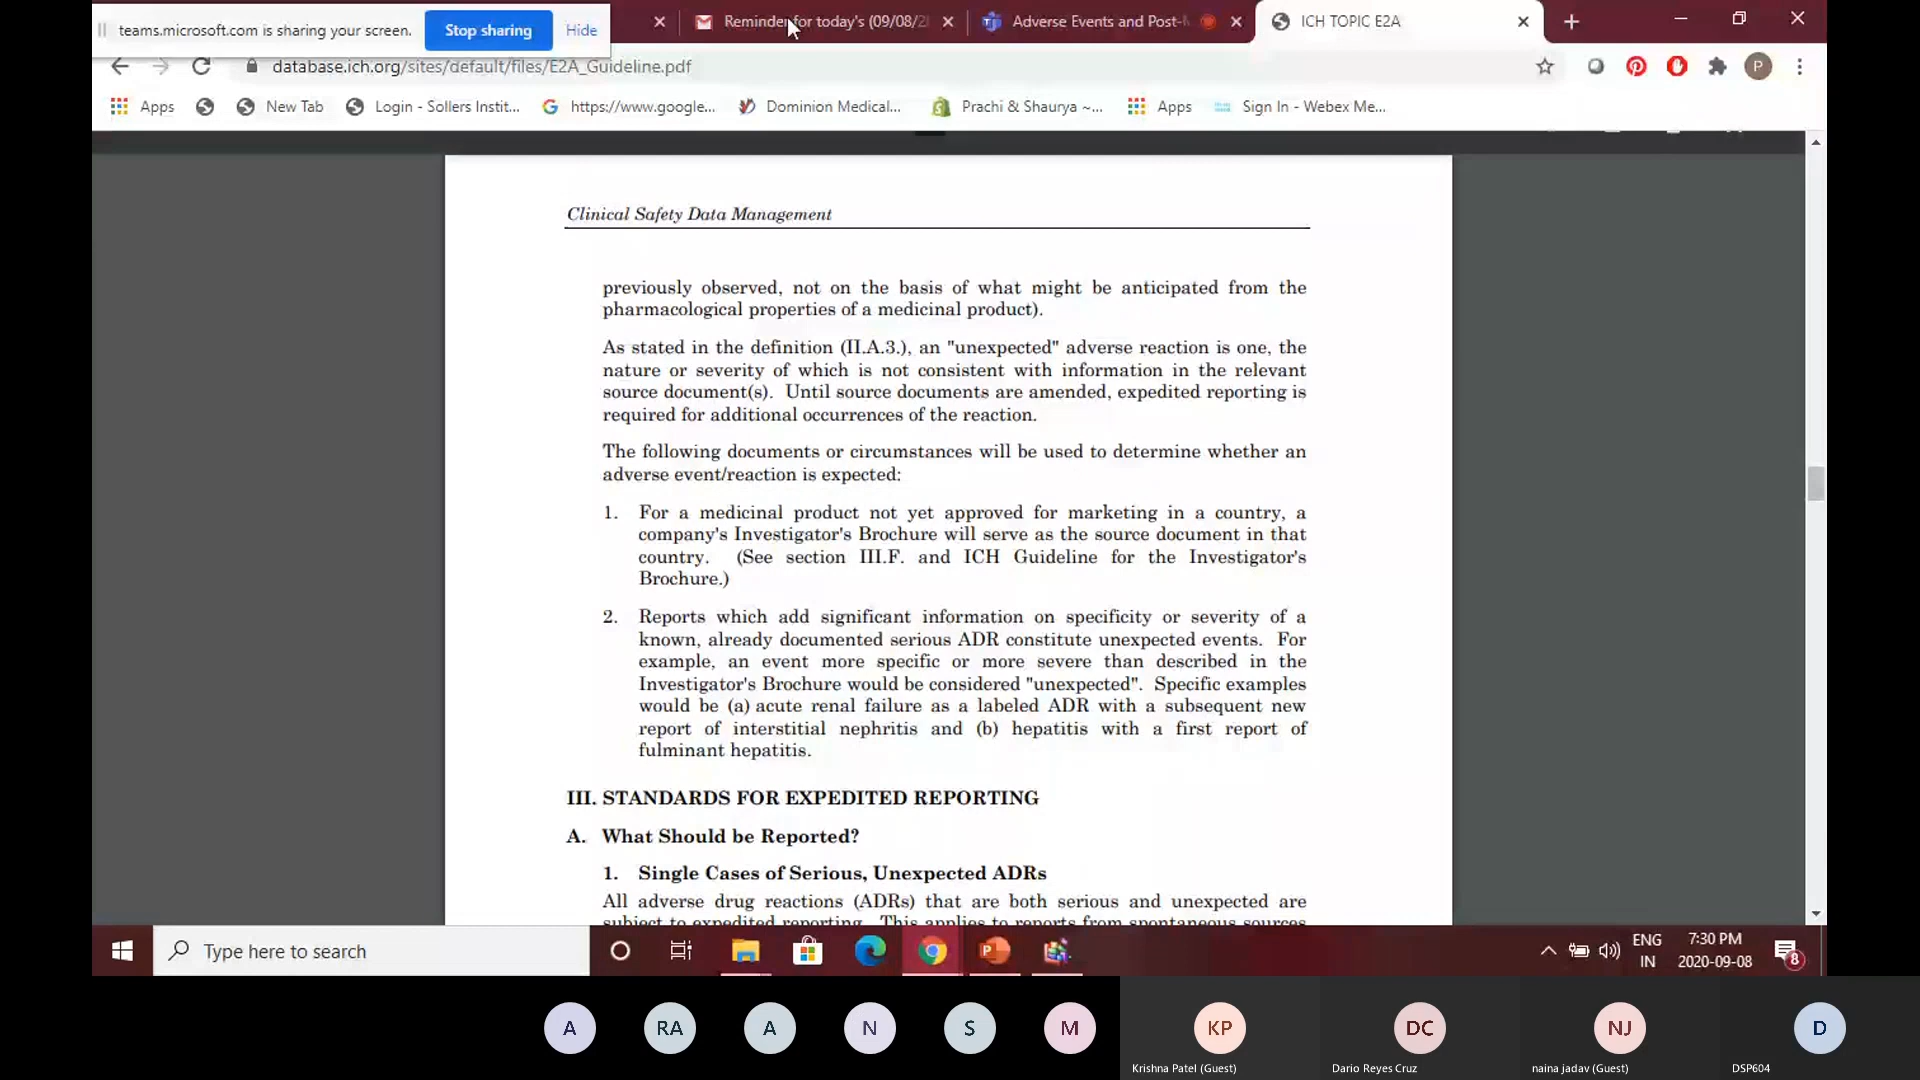 teams.microsoft.com is sharing your screen. Stop sharing Hide
Reminder for today's (09/08/2
Adverse Events and Post-
ICH TOPIC E2A
database.ich.org/sites/default/files/E2A_Guideline.pdf
P
Apps New Tab Login - Sollers Instit... https://www.google... Dominion Medical... Prachi & Shaurya ~... Apps Sign In - Webex Me...
Clinical Safety Data Management
previously observed, not on the basis of what might be anticipated from the
pharmacological properties of a medicinal product).
As stated in the definition (II.A.3.), an "unexpected" adverse reaction is one, the
nature or severity of which is not consistent with information in the relevant
source document(s). Until source documents are amended, expedited reporting is
required for additional occurrences of the reaction.
The following documents or circumstances will be used to determine whether an
adverse event/reaction is expected:
1. For a medicinal product not yet approved for marketing in a country, a
company's Investigator's Brochure will serve as the source document in that
country. (See section III.F. and ICH Guideline for the Investigator's
Brochure.)
2. Reports which add significant information on specificity or severity of a
known, already documented serious ADR constitute unexpected events. For
example, an event more specific or more severe than described in the
Investigator's Brochure would be considered "unexpected". Specific examples
would be (a) acute renal failure as a labeled ADR with a subsequent new
report of interstitial nephritis and (b) hepatitis with a first report of
fulminant hepatitis.
III. STANDARDS FOR EXPEDITED REPORTING
A. What Should be Reported?
1. Single Cases of Serious, Unexpected ADRs
All adverse drug reactions (ADRs) that are both serious and unexpected are
subject to expedited reporting. This applies to reports from spontaneous sources
Type here to search
ENG
IN
7:30 PM
2020-09-08
8
A RA A N S M KP DC NJ D
Krishna Patel (Guest) Dario Reyes Cruz naina jadav (Guest) DSP604